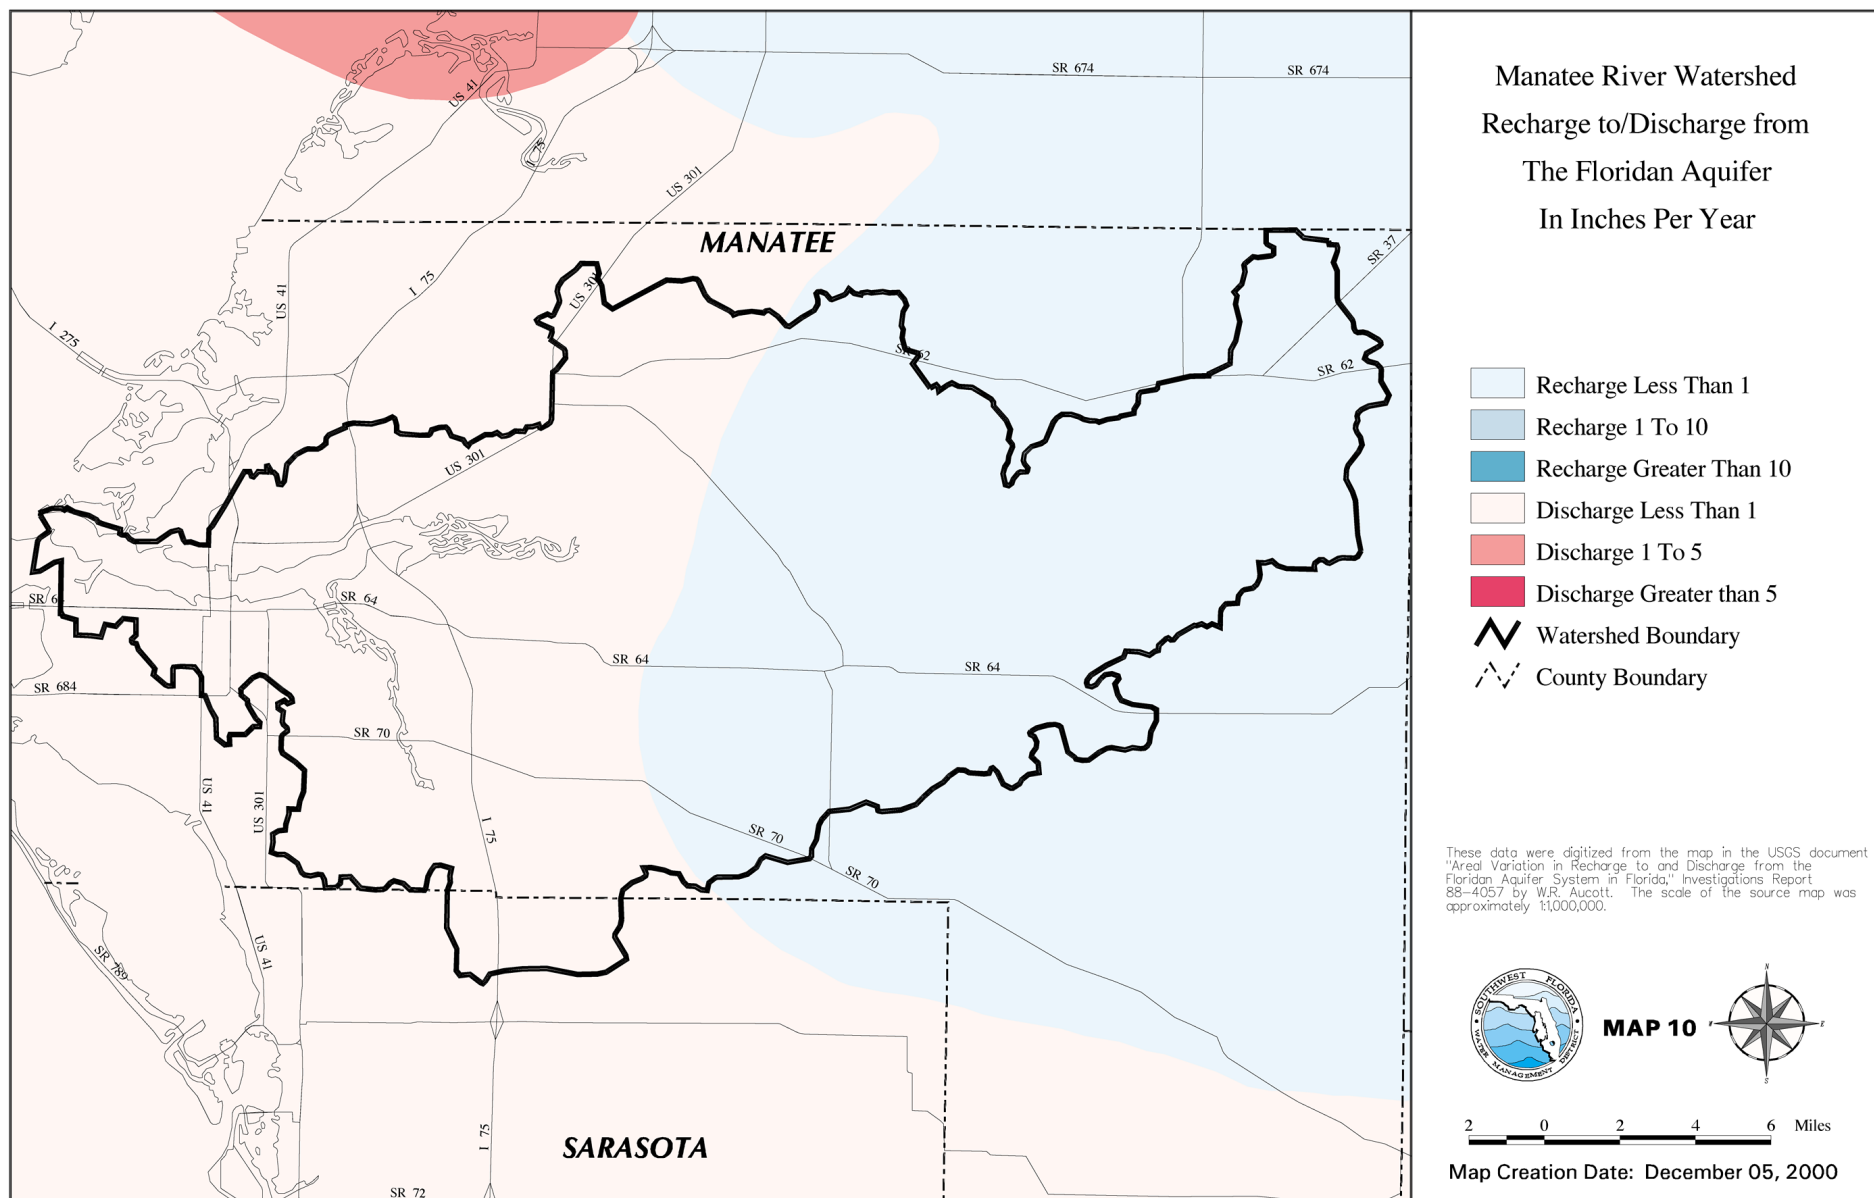 Manatee River Watershed
Recharge to/Discharge from
The Floridan Aquifer
In Inches Per Year
Recharge Less Than 1
Recharge 1 To 10
Recharge Greater Than 10
Discharge Less Than 1
Discharge 1 To 5
Discharge Greater than 5
Watershed Boundary
County Boundary
These data were digitized from the map in the USGS document
"Areal Variation in Recharge to and Discharge from the
Floridan Aquifer System in Florida," Investigations Report
88-4057 by W.R. Aucott. The scale of the source map was
approximately 1:1,000,000.
SOUTHWEST FLORIDA
WATER MANAGEMENT DISTRICT
MAP 10
N
W
E
S
2 0 2 4 6 Miles
Map Creation Date: December 05, 2000
SR 674
SR 674
US 41
I 75
US 301
MANATEE
SR 37
I 75
US 41
US 301
I 275
SR 62
SR 62
US 301
SR 64
SR 64
SR 64
SR 684
SR 70
US 41
US 301
I 75
SR 70
SR 70
US 41
SR 789
I 75
SARASOTA
SR 72